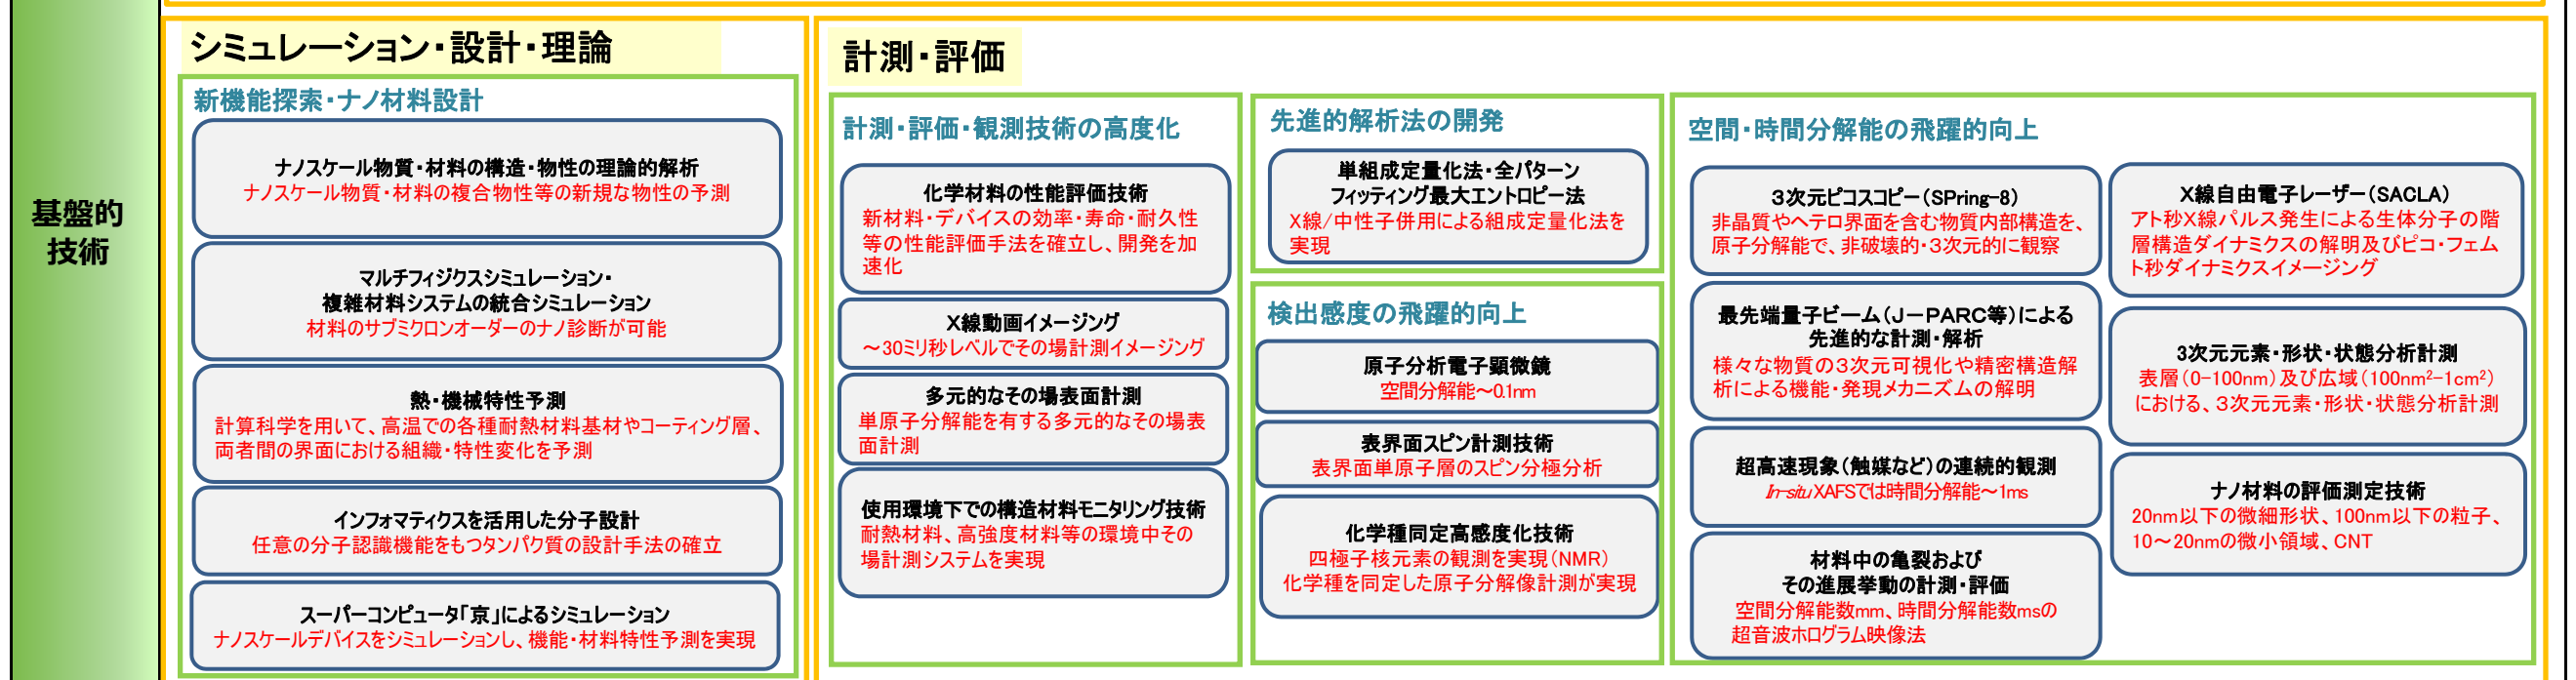 基盤的
技術
シミュレーション・設計・理論
新機能探索・ナノ材料設計
ナノスケール物質・材料の構造・物性の理論的解析
ナノスケール物質・材料の複合物性等の新規な物性の予測
マルチフィジクスシミュレーション・
複雑材料システムの統合シミュレーション
材料のサブミクロンオーダーのナノ診断が可能
熱・機械特性予測
計算科学を用いて、高温での各種耐熱材料基材やコーティング層、
両者間の界面における組織・特性変化を予測
インフォマティクスを活用した分子設計
任意の分子認識機能をもつタンパク質の設計手法の確立
スーパーコンピュータ「京」によるシミュレーション
ナノスケールデバイスをシミュレーションし、機能・材料特性予測を実現
計測・評価
計測・評価・観測技術の高度化
化学材料の性能評価技術
新材料・デバイスの効率・寿命・耐久性
等の性能評価手法を確立し、開発を加
速化
X線動画イメージング
～30ミリ秒レベルでその場計測イメージング
多元的なその場表面計測
単原子分解能を有する多元的なその場表
面計測
使用環境下での構造材料モニタリング技術
耐熱材料、高強度材料等の環境中その
場計測システムを実現
先進的解析法の開発
単組成定量化法・全パターン
フィッティング最大エントロピー法
X線/中性子併用による組成定量化法を
実現
検出感度の飛躍的向上
原子分析電子顕微鏡
空間分解能～0.1nm
表界面スピン計測技術
表界面単原子層のスピン分極分析
化学種同定高感度化技術
四極子核元素の観測を実現（NMR）
化学種を同定した原子分解像計測が実現
空間・時間分解能の飛躍的向上
３次元ピコスコピー（SPring-8）
非晶質やヘテロ界面を含む物質内部構造を、
原子分解能で、非破壊的・３次元的に観察
最先端量子ビーム（Ｊ－PARC等）による
先進的な計測・解析
様々な物質の３次元可視化や精密構造解
析による機能・発現メカニズムの解明
超高速現象（触媒など）の連続的観測
In-situ XAFSでは時間分解能～1ms
材料中の亀裂および
その進展挙動の計測・評価
空間分解能数mm、時間分解能数msの
超音波ホログラム映像法
X線自由電子レーザー（SACLA）
アト秒X線パルス発生による生体分子の階
層構造ダイナミクスの解明及びピコ・フェム
ト秒ダイナミクスイメージング
3次元元素・形状・状態分析計測
表層（0-100nm）及び広域（100nm²-1cm²）
における、３次元元素・形状・状態分析計測
ナノ材料の評価測定技術
20nm以下の微細形状、100nm以下の粒子、
10～20nmの微小領域、CNT